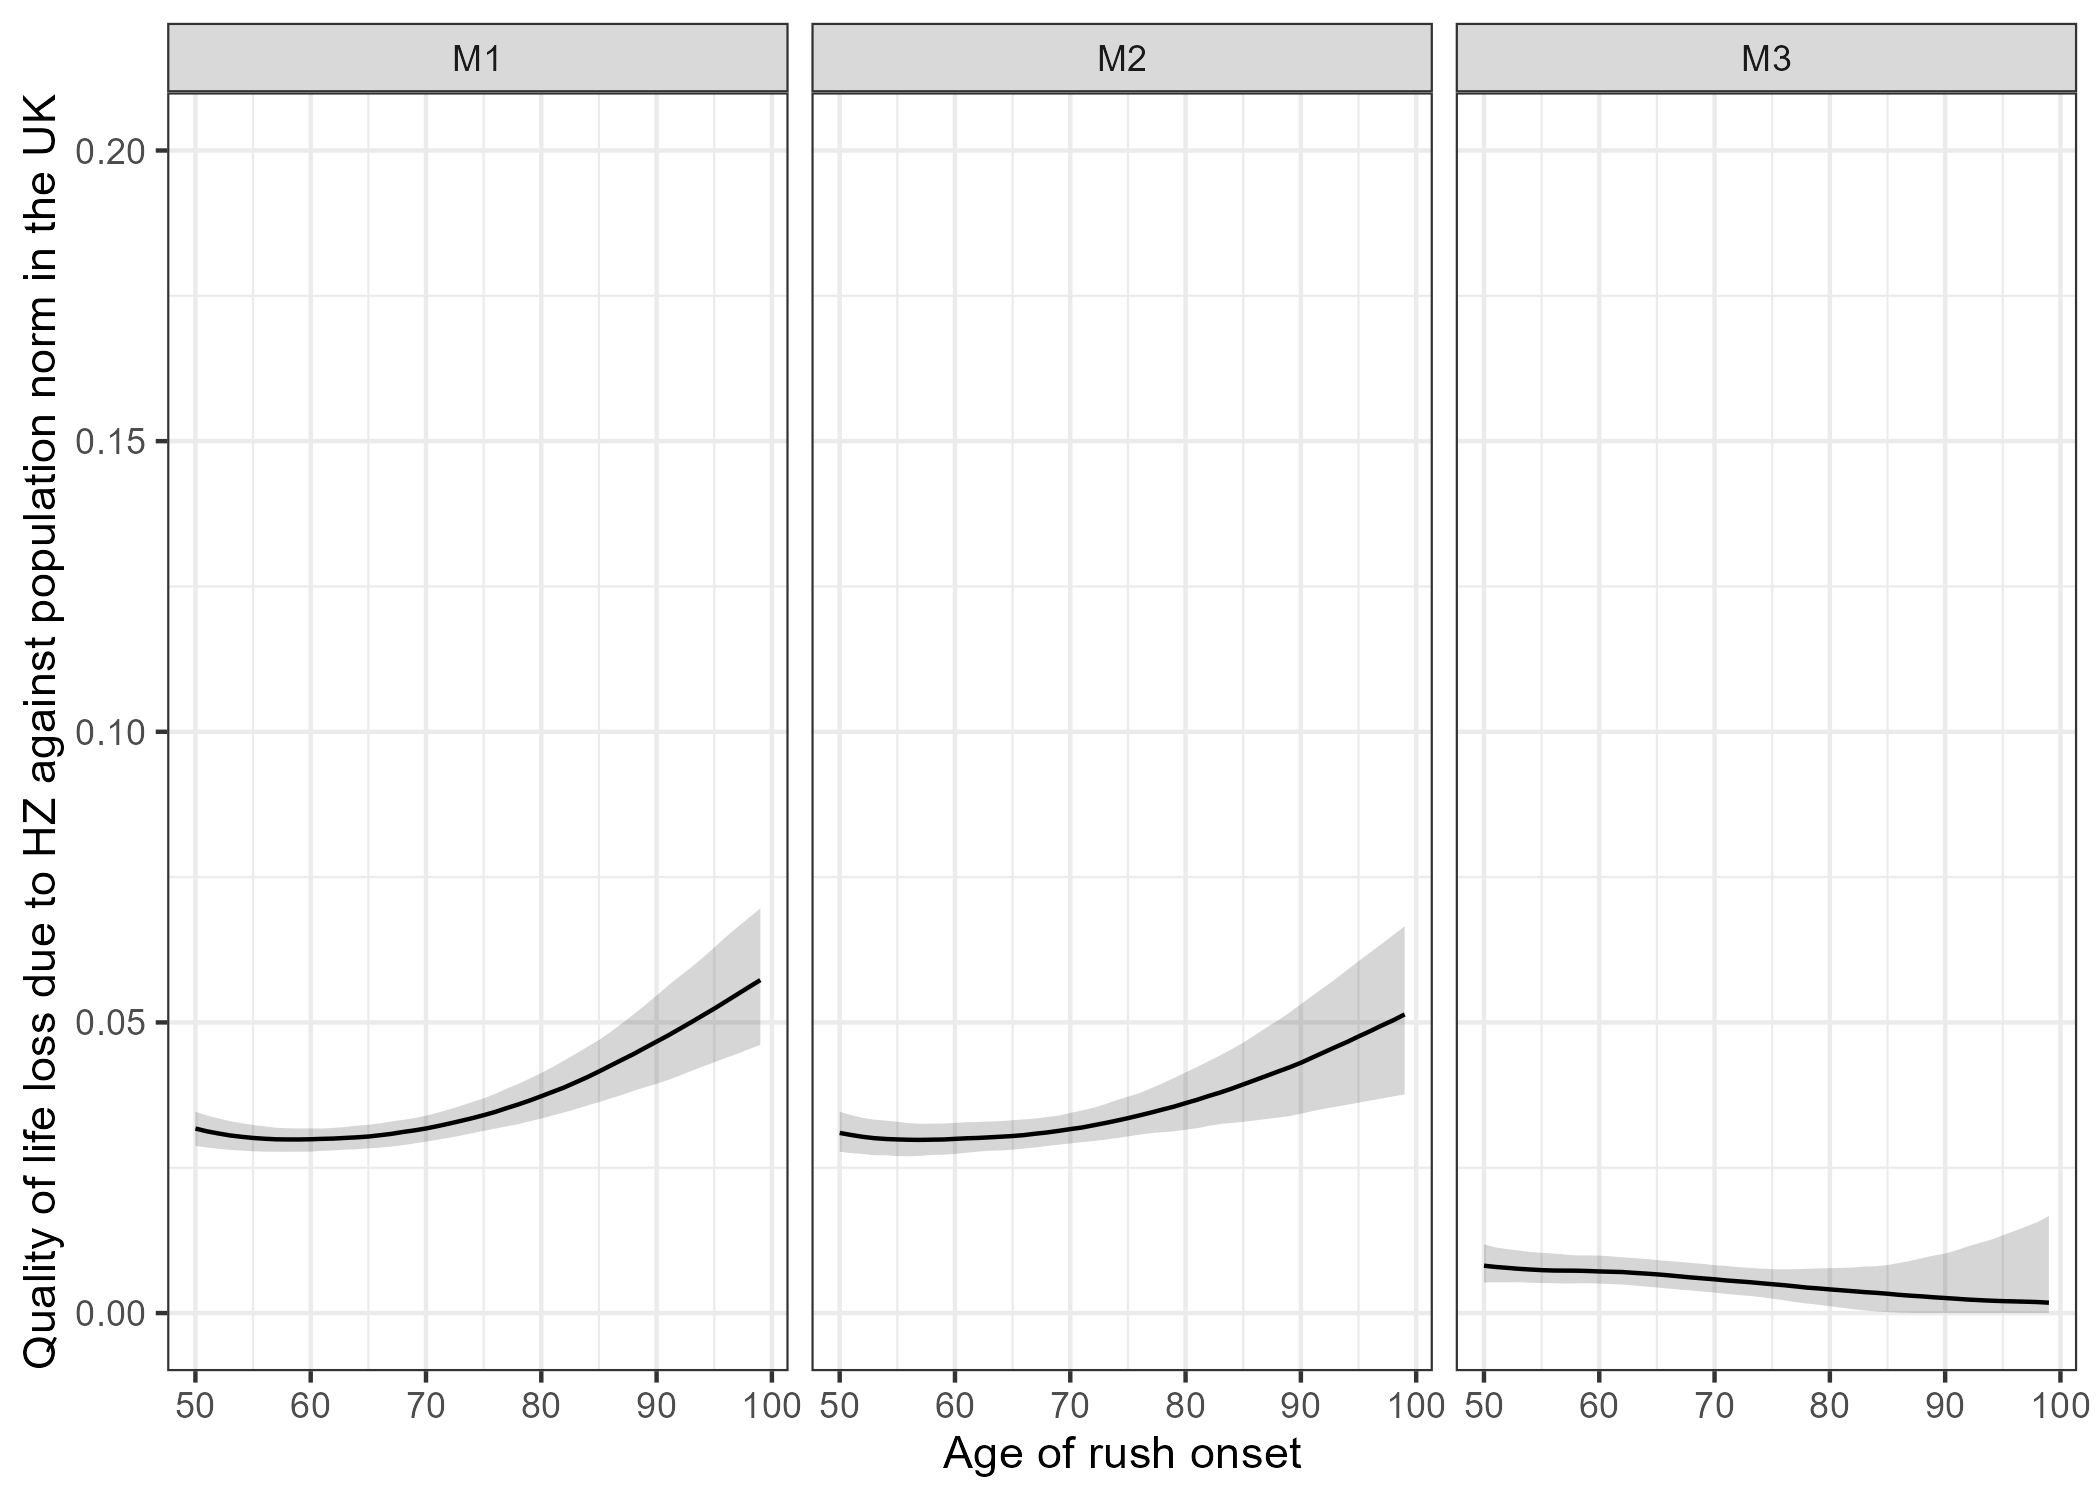 M1 M2 M3
Quality of life loss due to HZ against population norm in the UK
0.20
0.15
0.10
0.05
0.00
50 60 70 80 90 100 50 60 70 80 90 100 50 60 70 80 90 100
Age of rush onset